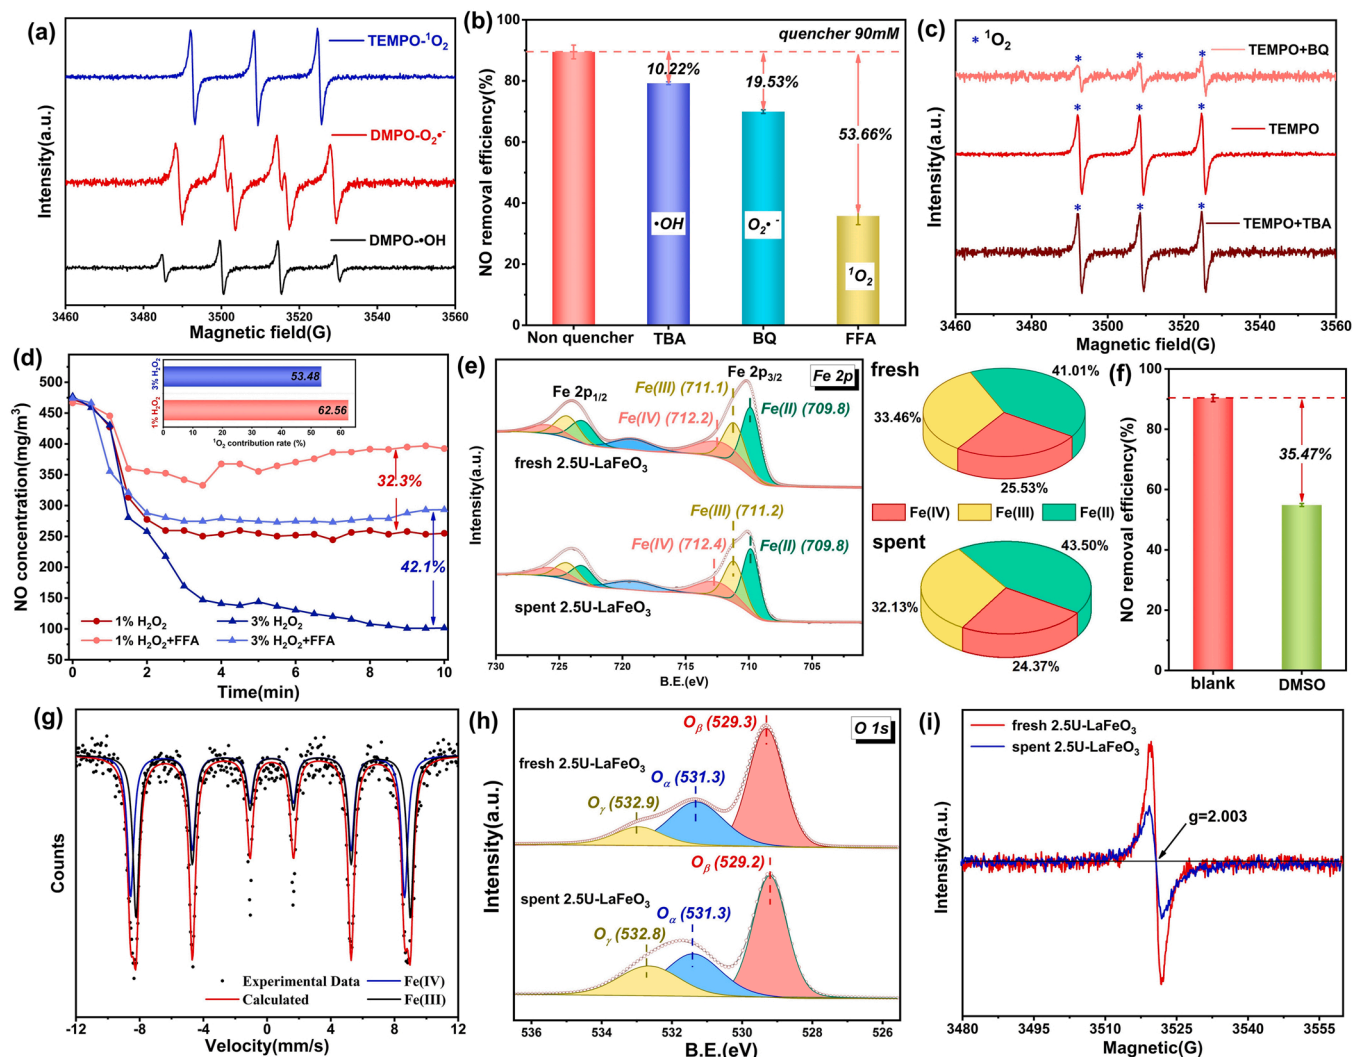 (a)
TEMPO-¹O₂
DMPO-O₂•⁻
DMPO-•OH
Intensity(a.u.)
3460 3480 3500 3520 3540 3560
Magnetic field(G)
(b)
quencher 90mM
10.22%
19.53%
53.66%
•OH
O₂•⁻
¹O₂
NO removal efficiency(%)
100
90
80
70
60
50
40
30
20
10
0
Non quencher TBA BQ FFA
(c)
* ¹O₂
TEMPO+BQ
TEMPO
TEMPO+TBA
* * *
* * *
* * *
Intensity(a.u.)
3460 3480 3500 3520 3540 3560
Magnetic field(G)
(d)
3% H₂O₂
53.48
1% H₂O₂
62.56
0 10 20 30 40 50 60
¹O₂ contribution rate (%)
32.3%
42.1%
1% H₂O₂
3% H₂O₂
1% H₂O₂+FFA
3% H₂O₂+FFA
NO concentration(mg/m³)
500
450
400
350
300
250
200
150
100
50
0 2 4 6 8 10
Time(min)
(e)
Fe 2p
Fe 2p₃/₂
Fe 2p₁/₂
Fe(III) (711.1)
Fe(IV) (712.2)
Fe(II) (709.8)
fresh 2.5U-LaFeO₃
Fe(III) (711.2)
Fe(IV) (712.4)
Fe(II) (709.8)
spent 2.5U-LaFeO₃
Intensity(a.u.)
730 725 720 715 710 705
B.E.(eV)
fresh
41.01%
33.46%
25.53%
Fe(IV) Fe(III) Fe(II)
spent
43.50%
32.13%
24.37%
(f)
35.47%
NO removal efficiency(%)
100
80
60
40
20
0
blank DMSO
(g)
Counts
Experimental Data
Fe(IV)
Calculated
Fe(III)
-12 -8 -4 0 4 8 12
Velocity(mm/s)
(h)
O 1s
Oβ (529.3)
fresh 2.5U-LaFeO₃
Oα (531.3)
Oγ (532.9)
Oβ (529.2)
spent 2.5U-LaFeO₃
Oα (531.3)
Oγ (532.8)
Intensity(a.u.)
536.5 533.0 531.5 529.0 526.5
B.E.(eV)
(i)
fresh 2.5U-LaFeO₃
spent 2.5U-LaFeO₃
g=2.003
Intensity(a.u.)
3480 3495 3510 3525 3540 3555
Magnetic(G)